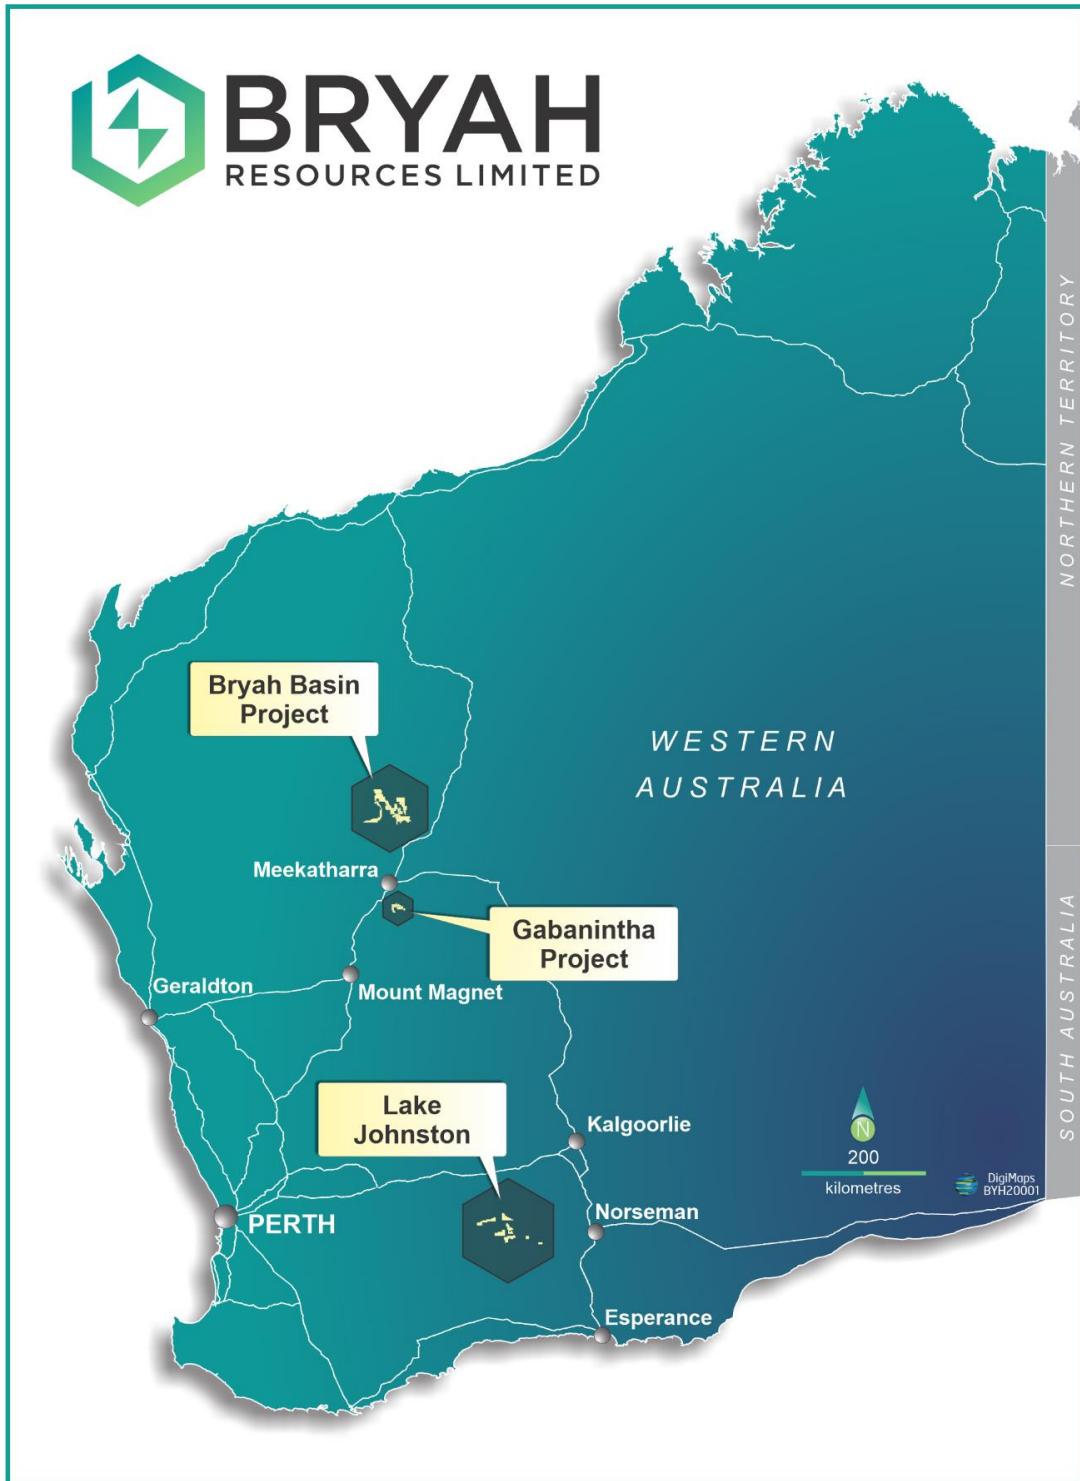 BRYAH
RESOURCES LIMITED
NORTHERN TERRITORY
Bryah Basin
Project
WESTERN
AUSTRALIA
Meekatharra
Gabanintha
Project
Geraldton
Mount Magnet
SOUTH AUSTRALIA
Lake
Johnston
Kalgoorlie
N
200
kilometres
DigiMaps
BYH20001
Norseman
PERTH
Esperance